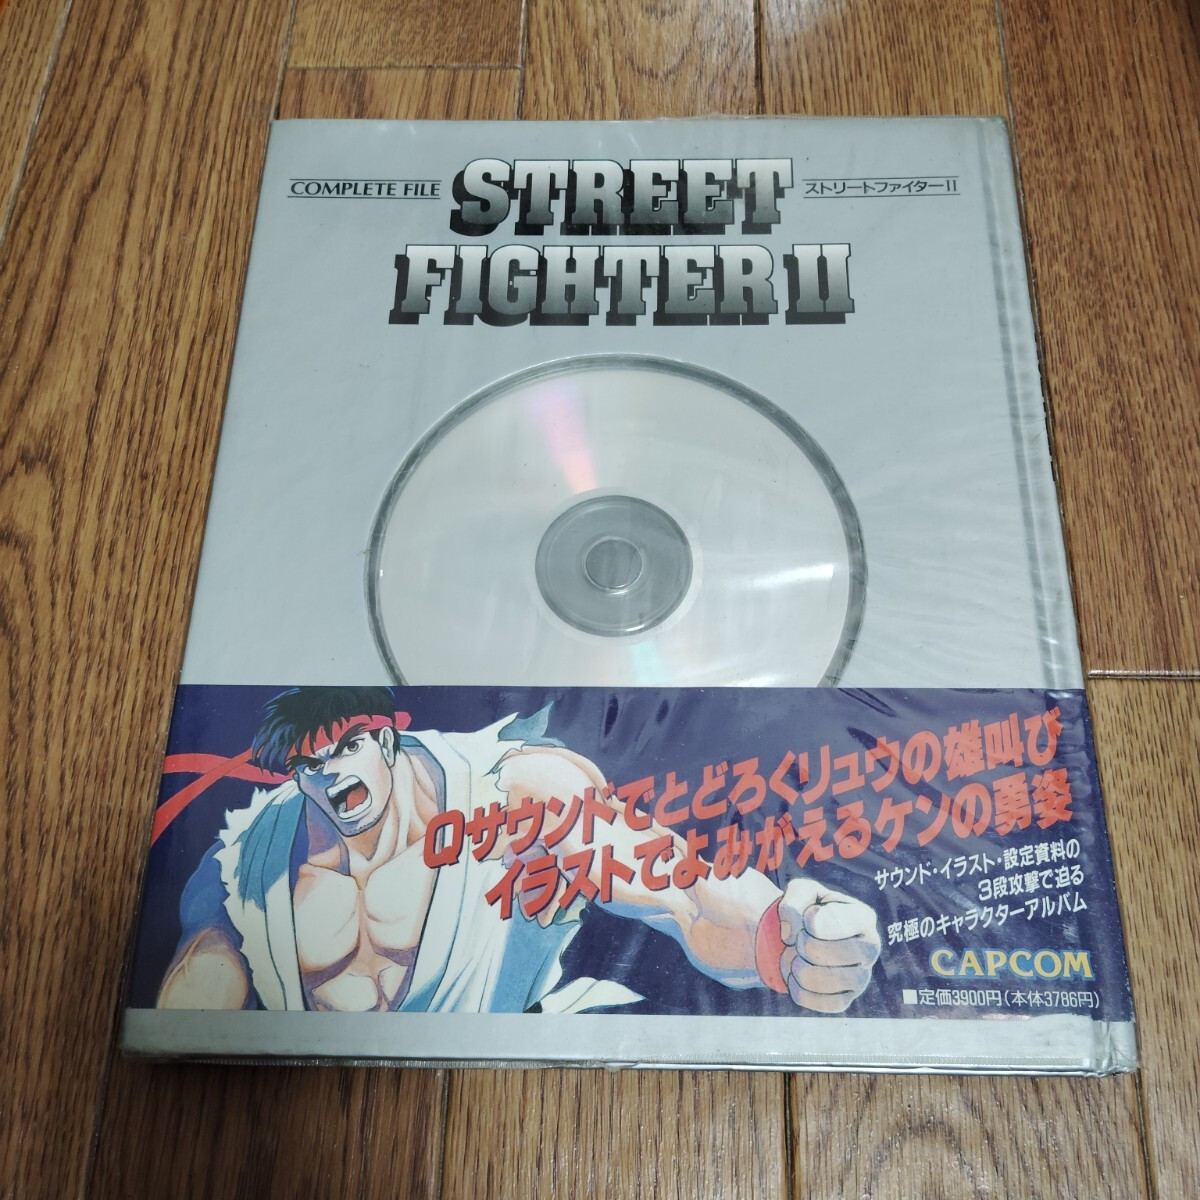 COMPLETE FILE
STREET
ストリートファイターII
FIGHTER II
ロサウンドでとどろくリュウの雄叫び
イラストでよみがえるケンの勇姿
サウンド・イラスト・設定資料の
3段攻撃で迫る
究極のキャラクターアルバム
CAPCOM
■定価3900円(本体3786円)